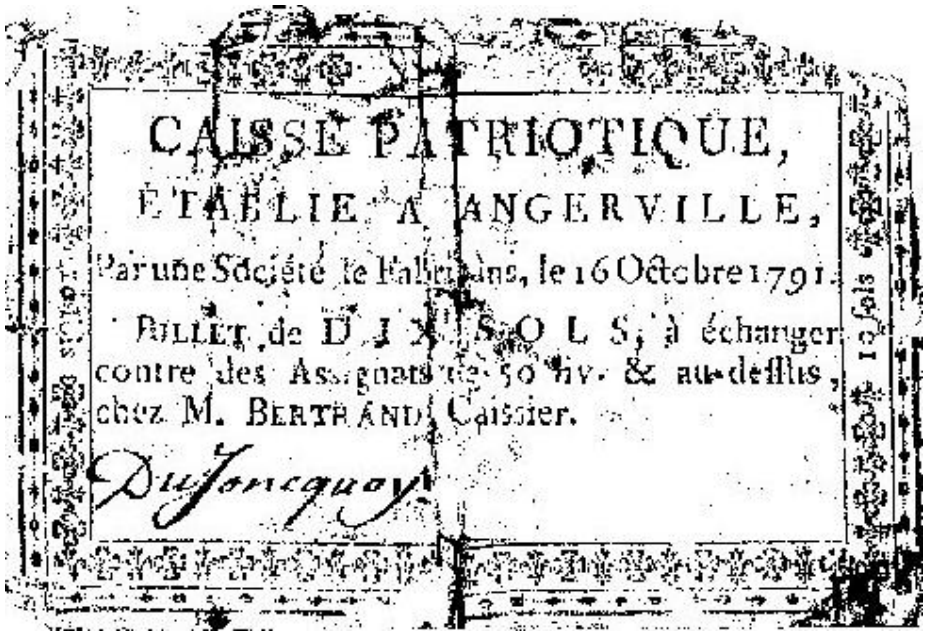 CAISSE PATRIOTIQUE,
ÉTABLIE A ANGERVILLE,
Par une Société de Fabricans, le 16 Octobre 1791.
BILLET de DIX SOLS, à échanger
contre des Assignats de 50 liv. & au-deſſus,
chez M. BERTRAND, Caissier.
Dujoncquoy
10 ſols